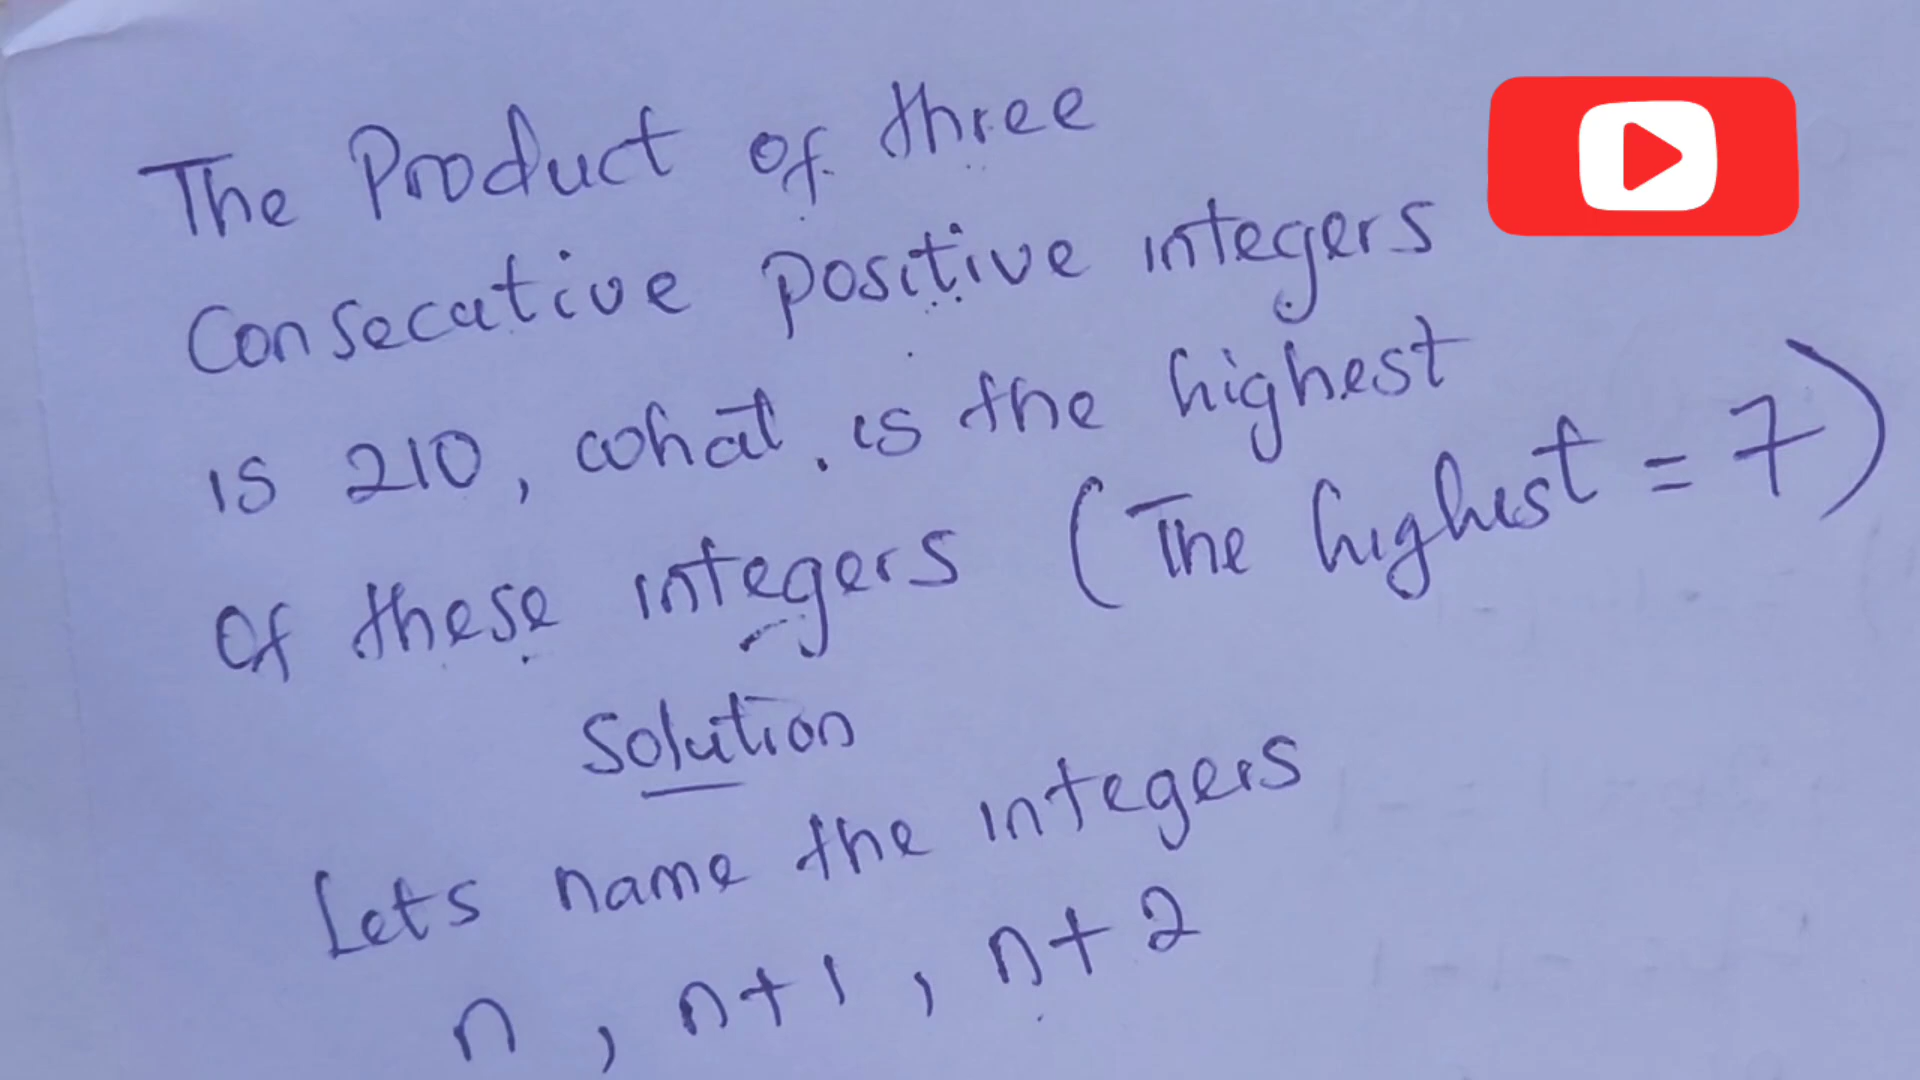 The Product of three
Consecutive positive integers
is 210, what is the highest
of these integers (The highest = 7)
Solution
Lets name the integers
n, n+1, n+2